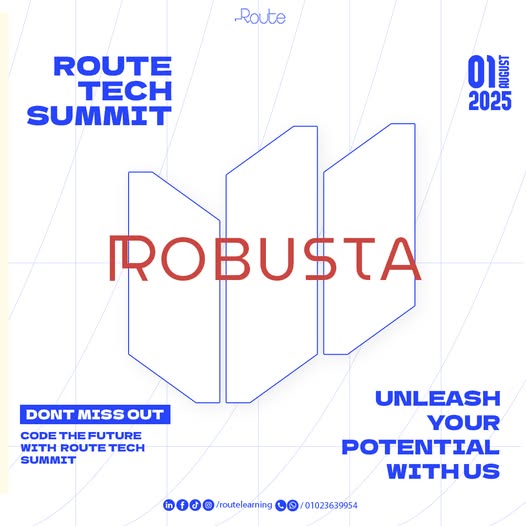 Route
ROUTE
TECH
SUMMIT
01
AUGUST
2025
ROBUSTA
DONT MISS OUT
CODE THE FUTURE
WITH ROUTE TECH
SUMMIT
UNLEASH
YOUR
POTENTIAL
WITH US
/routelearning / 01023639954